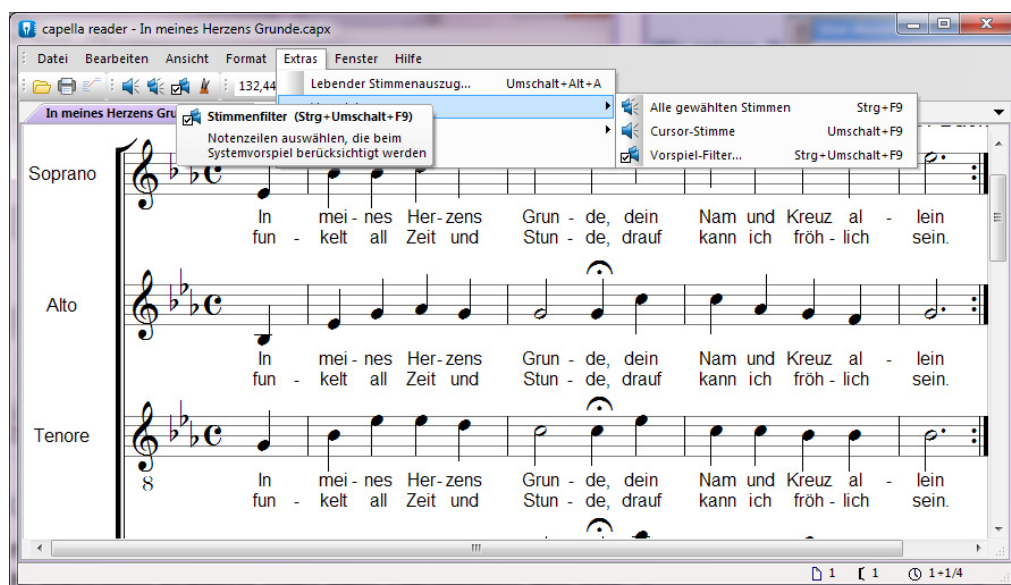 capella reader - In meines Herzens Grunde.capx
Datei Bearbeiten Ansicht Format Extras Fenster Hilfe
132,44
Lebender Stimmenauszug... Umschalt+Alt+A
In meines Herzens Gru
Stimmenfilter (Strg+Umschalt+F9)
Notenzeilen auswählen, die beim
Systemvorspiel berücksichtigt werden
Alle gewählten Stimmen Strg+F9
Cursor-Stimme Umschalt+F9
Vorspiel-Filter... Strg+Umschalt+F9
Soprano
In mei - nes Her - zens Grun - de, dein Nam und Kreuz al - lein
fun - kelt all Zeit und Stun - de, drauf kann ich fröh - lich sein.
Alto
In mei - nes Her - zens Grun - de, dein Nam und Kreuz al - lein
fun - kelt all Zeit und Stun - de, drauf kann ich fröh - lich sein.
Tenore
8
In mei - nes Her - zens Grun - de, dein Nam und Kreuz al - lein
fun - kelt all Zeit und Stun - de, drauf kann ich fröh - lich sein.
1 1 1+1/4